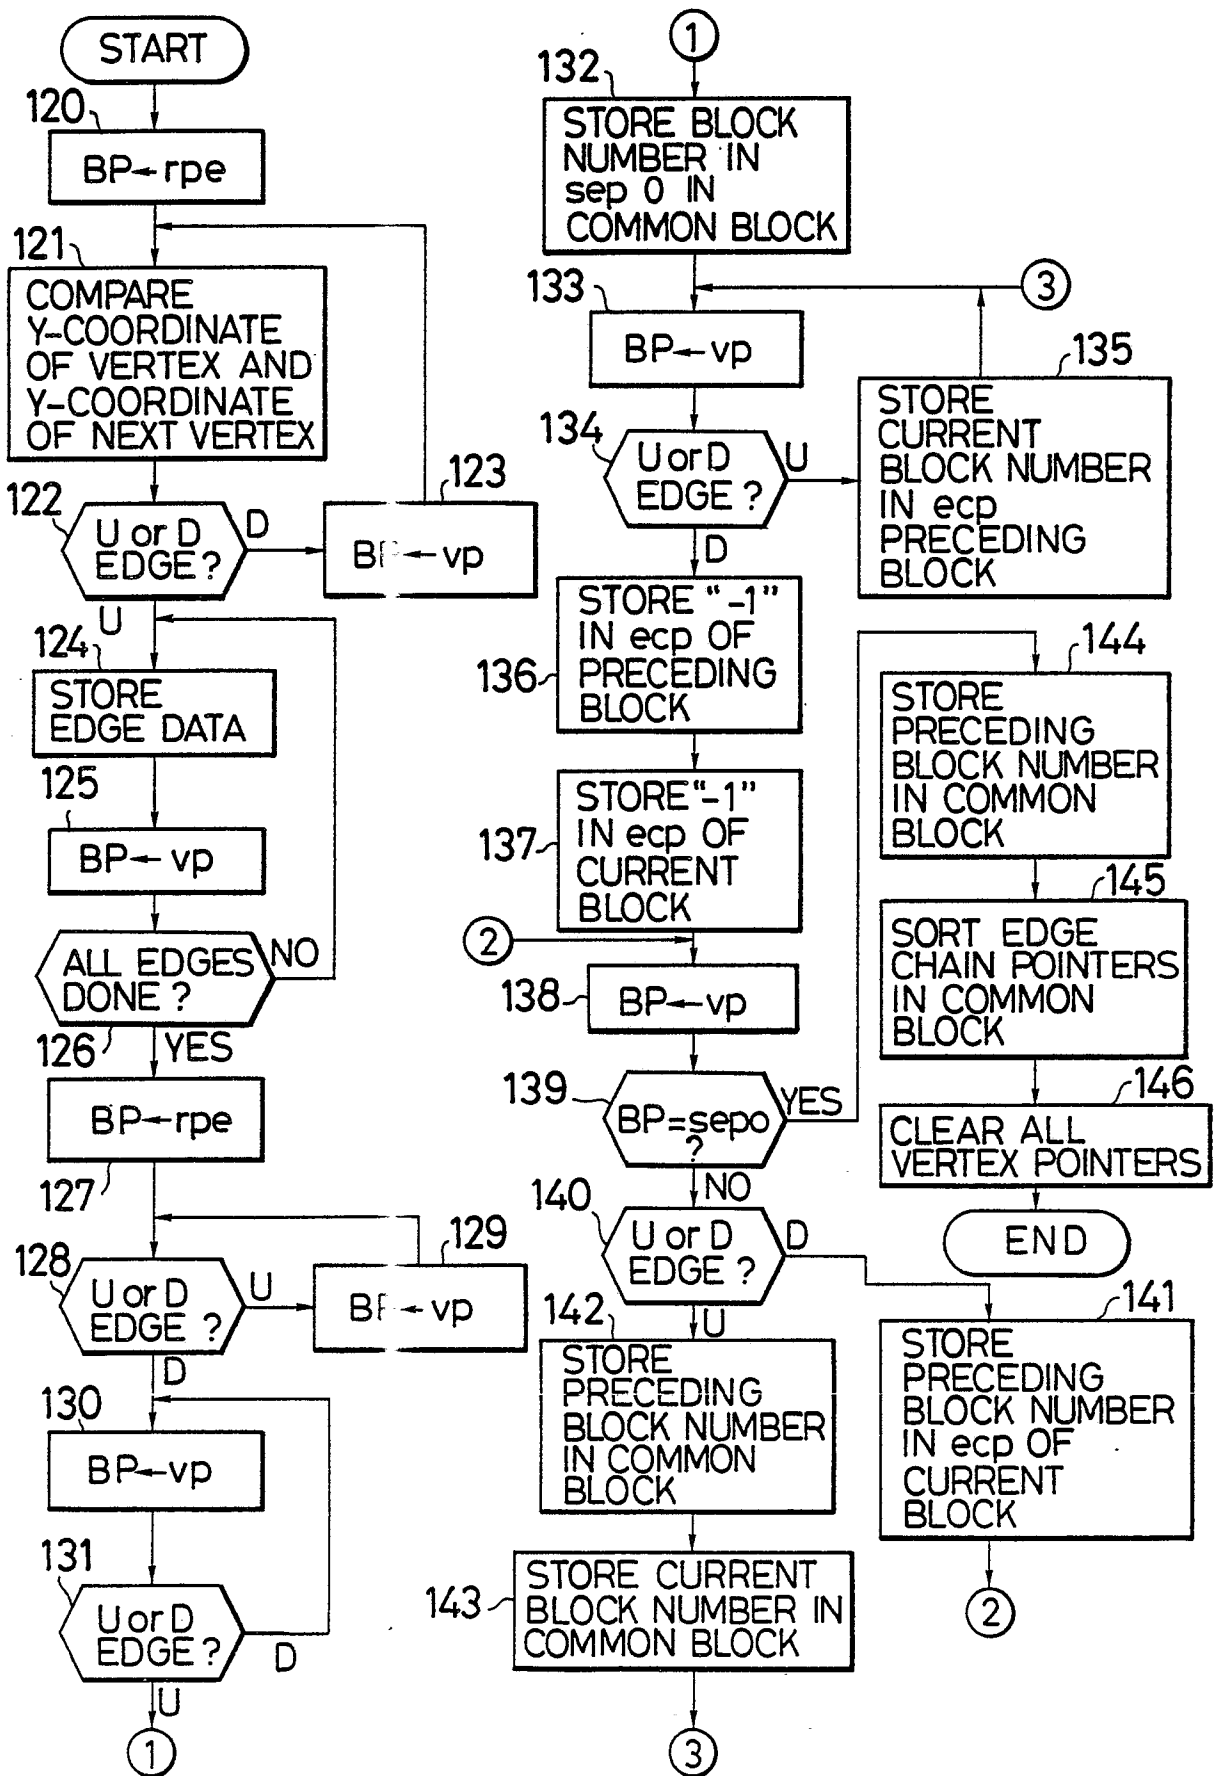 START
120
BP←rpe
121
COMPARE
Y-COORDINATE
OF VERTEX AND
Y-COORDINATE
OF NEXT VERTEX
122
U or D
EDGE?
D
123
BP←vp
U
124
STORE
EDGE DATA
125
BP←vp
ALL EDGES
DONE?
NO
126
YES
BP←rpe
127
128
U or D
EDGE ?
U
129
BP←vp
D
130
BP←vp
131
U or D
EDGE?
D
U
1
1
132
STORE BLOCK
NUMBER IN
sep 0 IN
COMMON BLOCK
133
3
BP←vp
134
U or D
EDGE?
U
135
STORE
CURRENT
BLOCK NUMBER
IN ecp
PRECEDING
BLOCK
D
136
STORE "-1"
IN ecp OF
PRECEDING
BLOCK
137
STORE "-1"
IN ecp OF
CURRENT
BLOCK
2
138
BP←vp
139
BP=sepo
?
YES
NO
140
U or D
EDGE?
D
U
142
STORE
PRECEDING
BLOCK NUMBER
IN COMMON
BLOCK
143
STORE CURRENT
BLOCK NUMBER IN
COMMON BLOCK
3
144
STORE
PRECEDING
BLOCK NUMBER
IN COMMON
BLOCK
145
SORT EDGE
CHAIN POINTERS
IN COMMON
BLOCK
146
CLEAR ALL
VERTEX POINTERS
END
141
STORE
PRECEDING
BLOCK NUMBER
IN ecp OF
CURRENT
BLOCK
2